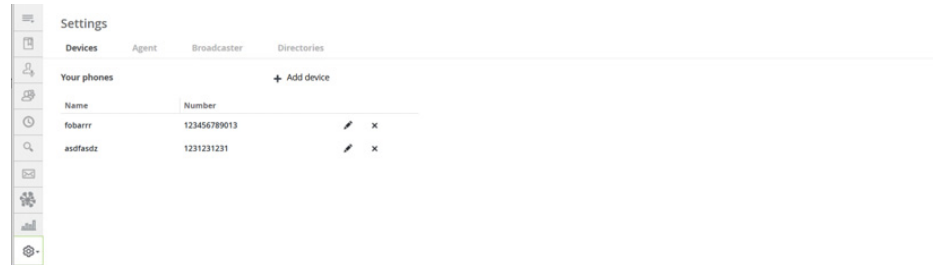 Settings
Devices Agent Broadcaster Directories
Your phones + Add device
Name Number
fobarrr 123456789013
asdfasdz 1231231231